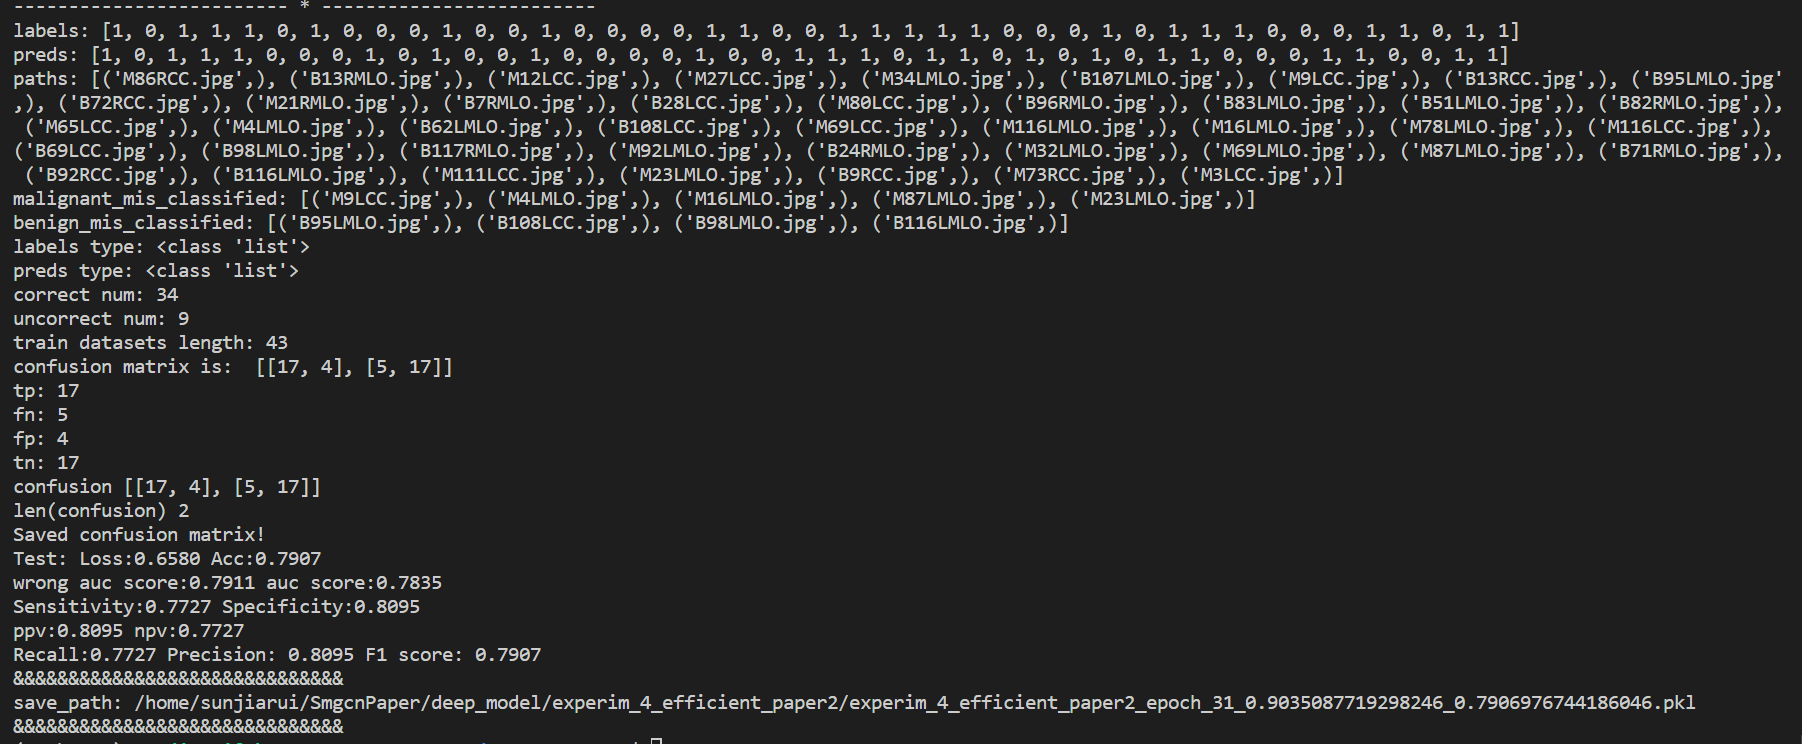 ------------------------- * -------------------------
labels: [1, 0, 1, 1, 1, 0, 1, 0, 0, 0, 1, 0, 0, 1, 0, 0, 0, 0, 1, 1, 0, 0, 1, 1, 1, 1, 1, 0, 0, 0, 1, 0, 1, 1, 1, 0, 0, 0, 1, 1, 0, 1, 1]
preds: [1, 0, 1, 1, 1, 0, 0, 0, 1, 0, 1, 0, 0, 1, 0, 0, 0, 0, 1, 0, 0, 1, 1, 1, 0, 1, 1, 0, 1, 0, 1, 0, 1, 1, 0, 0, 0, 1, 1, 0, 0, 1, 1]
paths: [('M86RCC.jpg',), ('B13RMLO.jpg',), ('M12LCC.jpg',), ('M27LCC.jpg',), ('M34LMLO.jpg',), ('B107LMLO.jpg',), ('M9LCC.jpg',), ('B13RCC.jpg',), ('B95LMLO.jpg'
,), ('B72RCC.jpg',), ('M21RMLO.jpg',), ('B7RMLO.jpg',), ('B28LCC.jpg',), ('M80LCC.jpg',), ('B96RMLO.jpg',), ('B83LMLO.jpg',), ('B51LMLO.jpg',), ('B82RMLO.jpg',),
('M65LCC.jpg',), ('M4LMLO.jpg',), ('B62LMLO.jpg',), ('B108LCC.jpg',), ('M69LCC.jpg',), ('M116LMLO.jpg',), ('M16LMLO.jpg',), ('M78LMLO.jpg',), ('M116LCC.jpg',),
('B69LCC.jpg',), ('B98LMLO.jpg',), ('B117RMLO.jpg',), ('M92LMLO.jpg',), ('B24RMLO.jpg',), ('M32LMLO.jpg',), ('M69LMLO.jpg',), ('M87LMLO.jpg',), ('B71RMLO.jpg',),
('B92RCC.jpg',), ('B116LMLO.jpg',), ('M111LCC.jpg',), ('M23LMLO.jpg',), ('B9RCC.jpg',), ('M73RCC.jpg',), ('M3LCC.jpg',)]
malignant_mis_classified: [('M9LCC.jpg',), ('M4LMLO.jpg',), ('M16LMLO.jpg',), ('M87LMLO.jpg',), ('M23LMLO.jpg',)]
benign_mis_classified: [('B95LMLO.jpg',), ('B108LCC.jpg',), ('B98LMLO.jpg',), ('B116LMLO.jpg',)]
labels type: <class 'list'>
preds type: <class 'list'>
correct num: 34
uncorrect num: 9
train datasets length: 43
confusion matrix is:  [[17, 4], [5, 17]]
tp: 17
fn: 5
fp: 4
tn: 17
confusion [[17, 4], [5, 17]]
len(confusion) 2
Saved confusion matrix!
Test: Loss:0.6580 Acc:0.7907
wrong auc score:0.7911 auc score:0.7835
Sensitivity:0.7727 Specificity:0.8095
ppv:0.8095 npv:0.7727
Recall:0.7727 Precision: 0.8095 F1 score: 0.7907
&&&&&&&&&&&&&&&&&&&&&&&&&&&&&&
save_path: /home/sunjiarui/SmgcnPaper/deep_model/experim_4_efficient_paper2/experim_4_efficient_paper2_epoch_31_0.9035087719298246_0.7906976744186046.pkl
&&&&&&&&&&&&&&&&&&&&&&&&&&&&&&